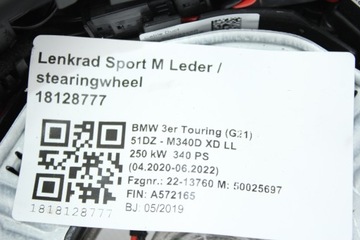 Lenkrad Sport M Leder /
stearingwheel
18128777
BMW 3er Touring (G21)
51DZ - M340D XD LL
250 kW 340 PS
(04.2020-06.2022)
Fzgnr.: 22-13760 M: 50025697
FIN: A572165
BJ: 05/2019
1818128777